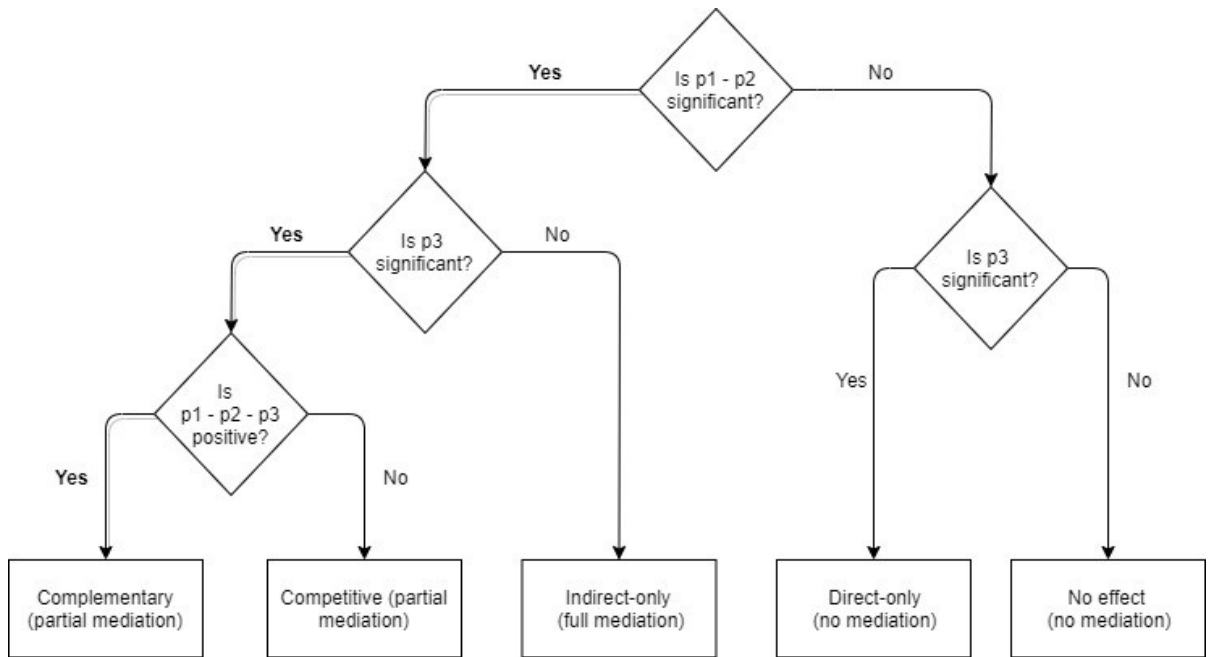 Yes
Is p1 - p2
significant?
No
Yes
Is p3
significant?
No
Is p3
significant?
Yes
No
Is
p1 - p2 - p3
positive?
Yes
No
Complementary
(partial mediation)
Competitive (partial
mediation)
Indirect-only
(full mediation)
Direct-only
(no mediation)
No effect
(no mediation)